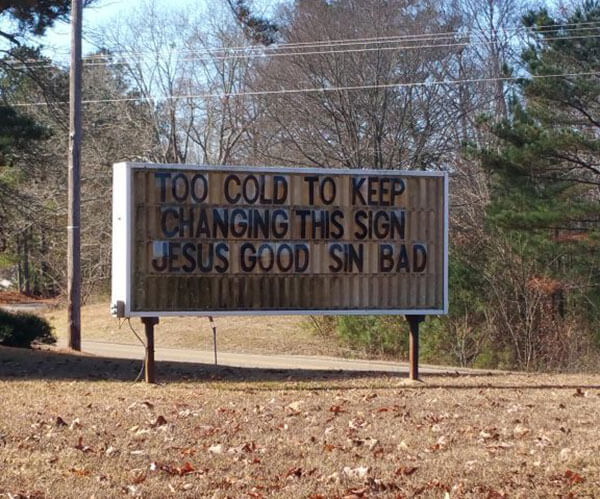 TOO COLD TO KEEP
CHANGING THIS SIGN
JESUS GOOD SIN BAD